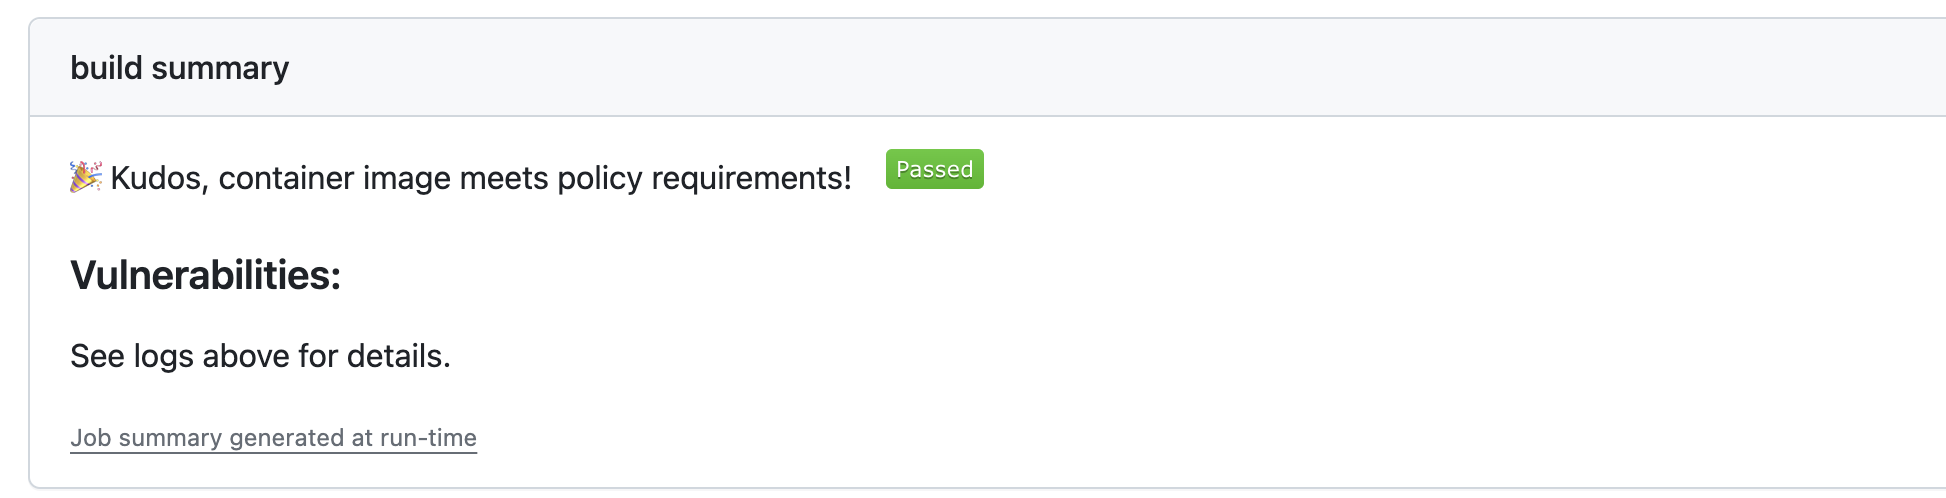 build summary
🎉 Kudos, container image meets policy requirements! Passed
Vulnerabilities:
See logs above for details.
Job summary generated at run-time